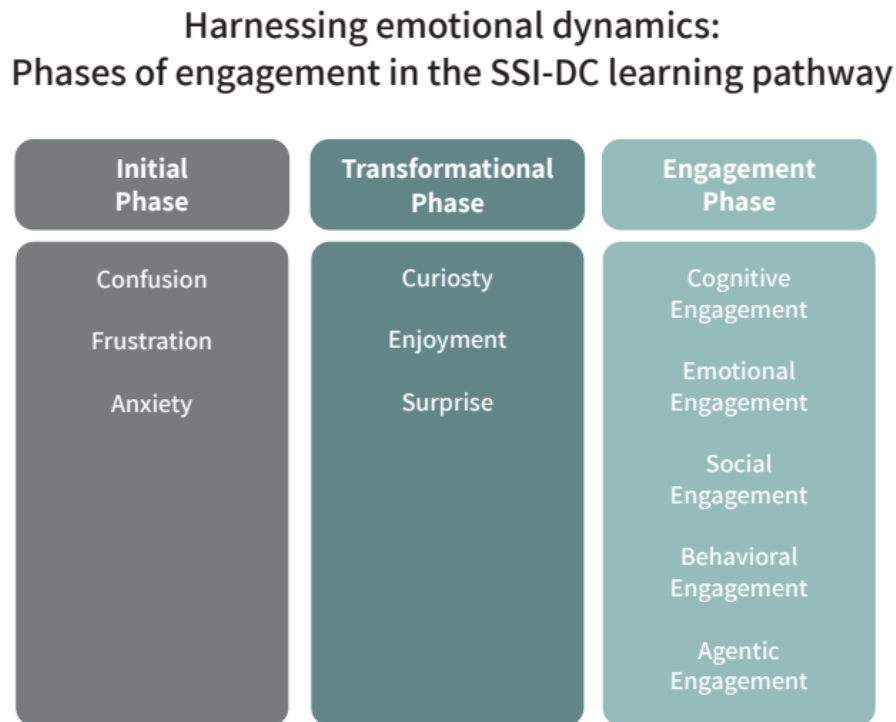 Harnessing emotional dynamics:
Phases of engagement in the SSI-DC learning pathway
Initial
Phase
Confusion
Frustration
Anxiety
Transformational
Phase
Curiosty
Enjoyment
Surprise
Engagement
Phase
Cognitive
Engagement
Emotional
Engagement
Social
Engagement
Behavioral
Engagement
Agentic
Engagement